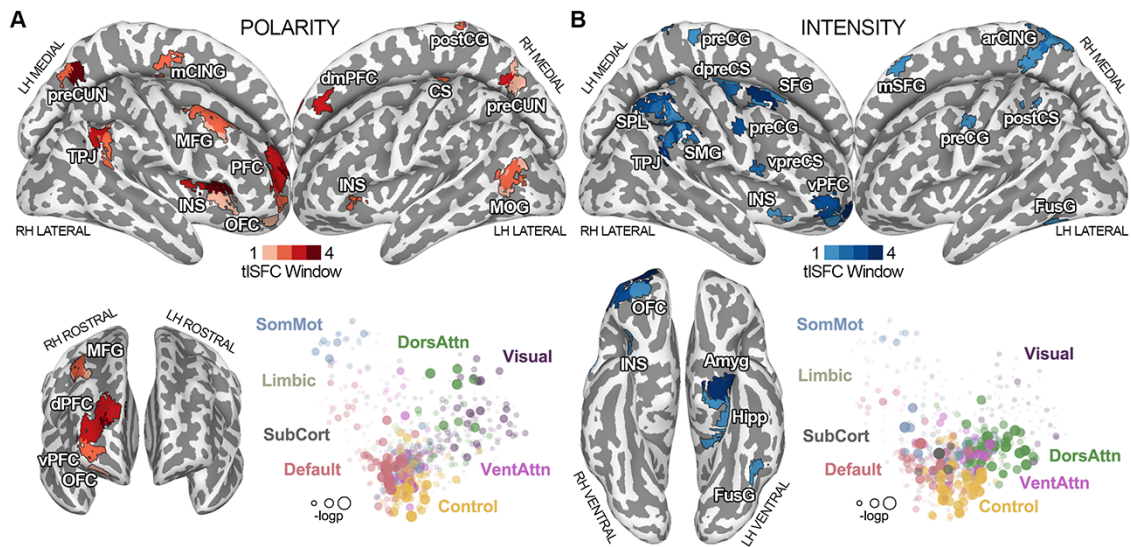 A
POLARITY
LH MEDIAL
RH MEDIAL
postCG
mCING
preCUN
dmPFC
CS
preCUN
MFG
TPJ
PFC
INS
INS
MOG
OFC
RH LATERAL
LH LATERAL
1 4
tISFC Window
RH ROSTRAL
LH ROSTRAL
MFG
dPFC
vPFC
OFC
SomMot
DorsAttn
Visual
Limbic
SubCort
Default
VentAttn
Control
-logp
B
INTENSITY
LH MEDIAL
RH MEDIAL
preCG
arCING
dpreCS
SFG
mSFG
SPL
preCG
postCS
preCG
TPJ
SMG
vpreCS
INS
vPFC
FusG
RH LATERAL
LH LATERAL
1 4
tISFC Window
OFC
INS
Amyg
Hipp
FusG
RH VENTRAL
LH VENTRAL
SomMot
Visual
Limbic
SubCort
DorsAttn
Default
VentAttn
Control
-logp